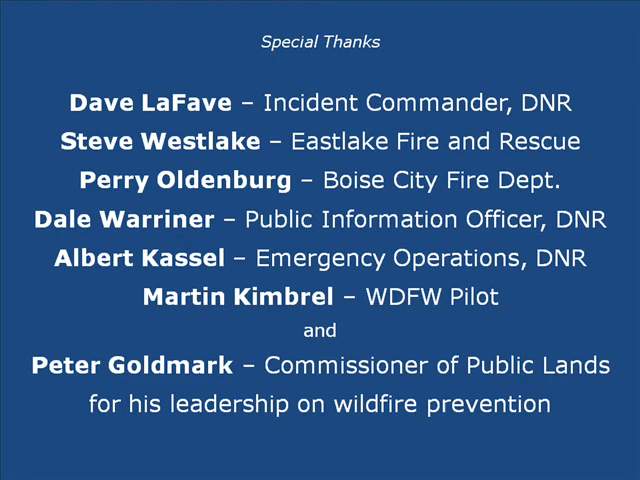 Special Thanks
Dave LaFave – Incident Commander, DNR
Steve Westlake – Eastlake Fire and Rescue
Perry Oldenburg – Boise City Fire Dept.
Dale Warriner – Public Information Officer, DNR
Albert Kassel – Emergency Operations, DNR
Martin Kimbrel – WDFW Pilot
and
Peter Goldmark – Commissioner of Public Lands
for his leadership on wildfire prevention